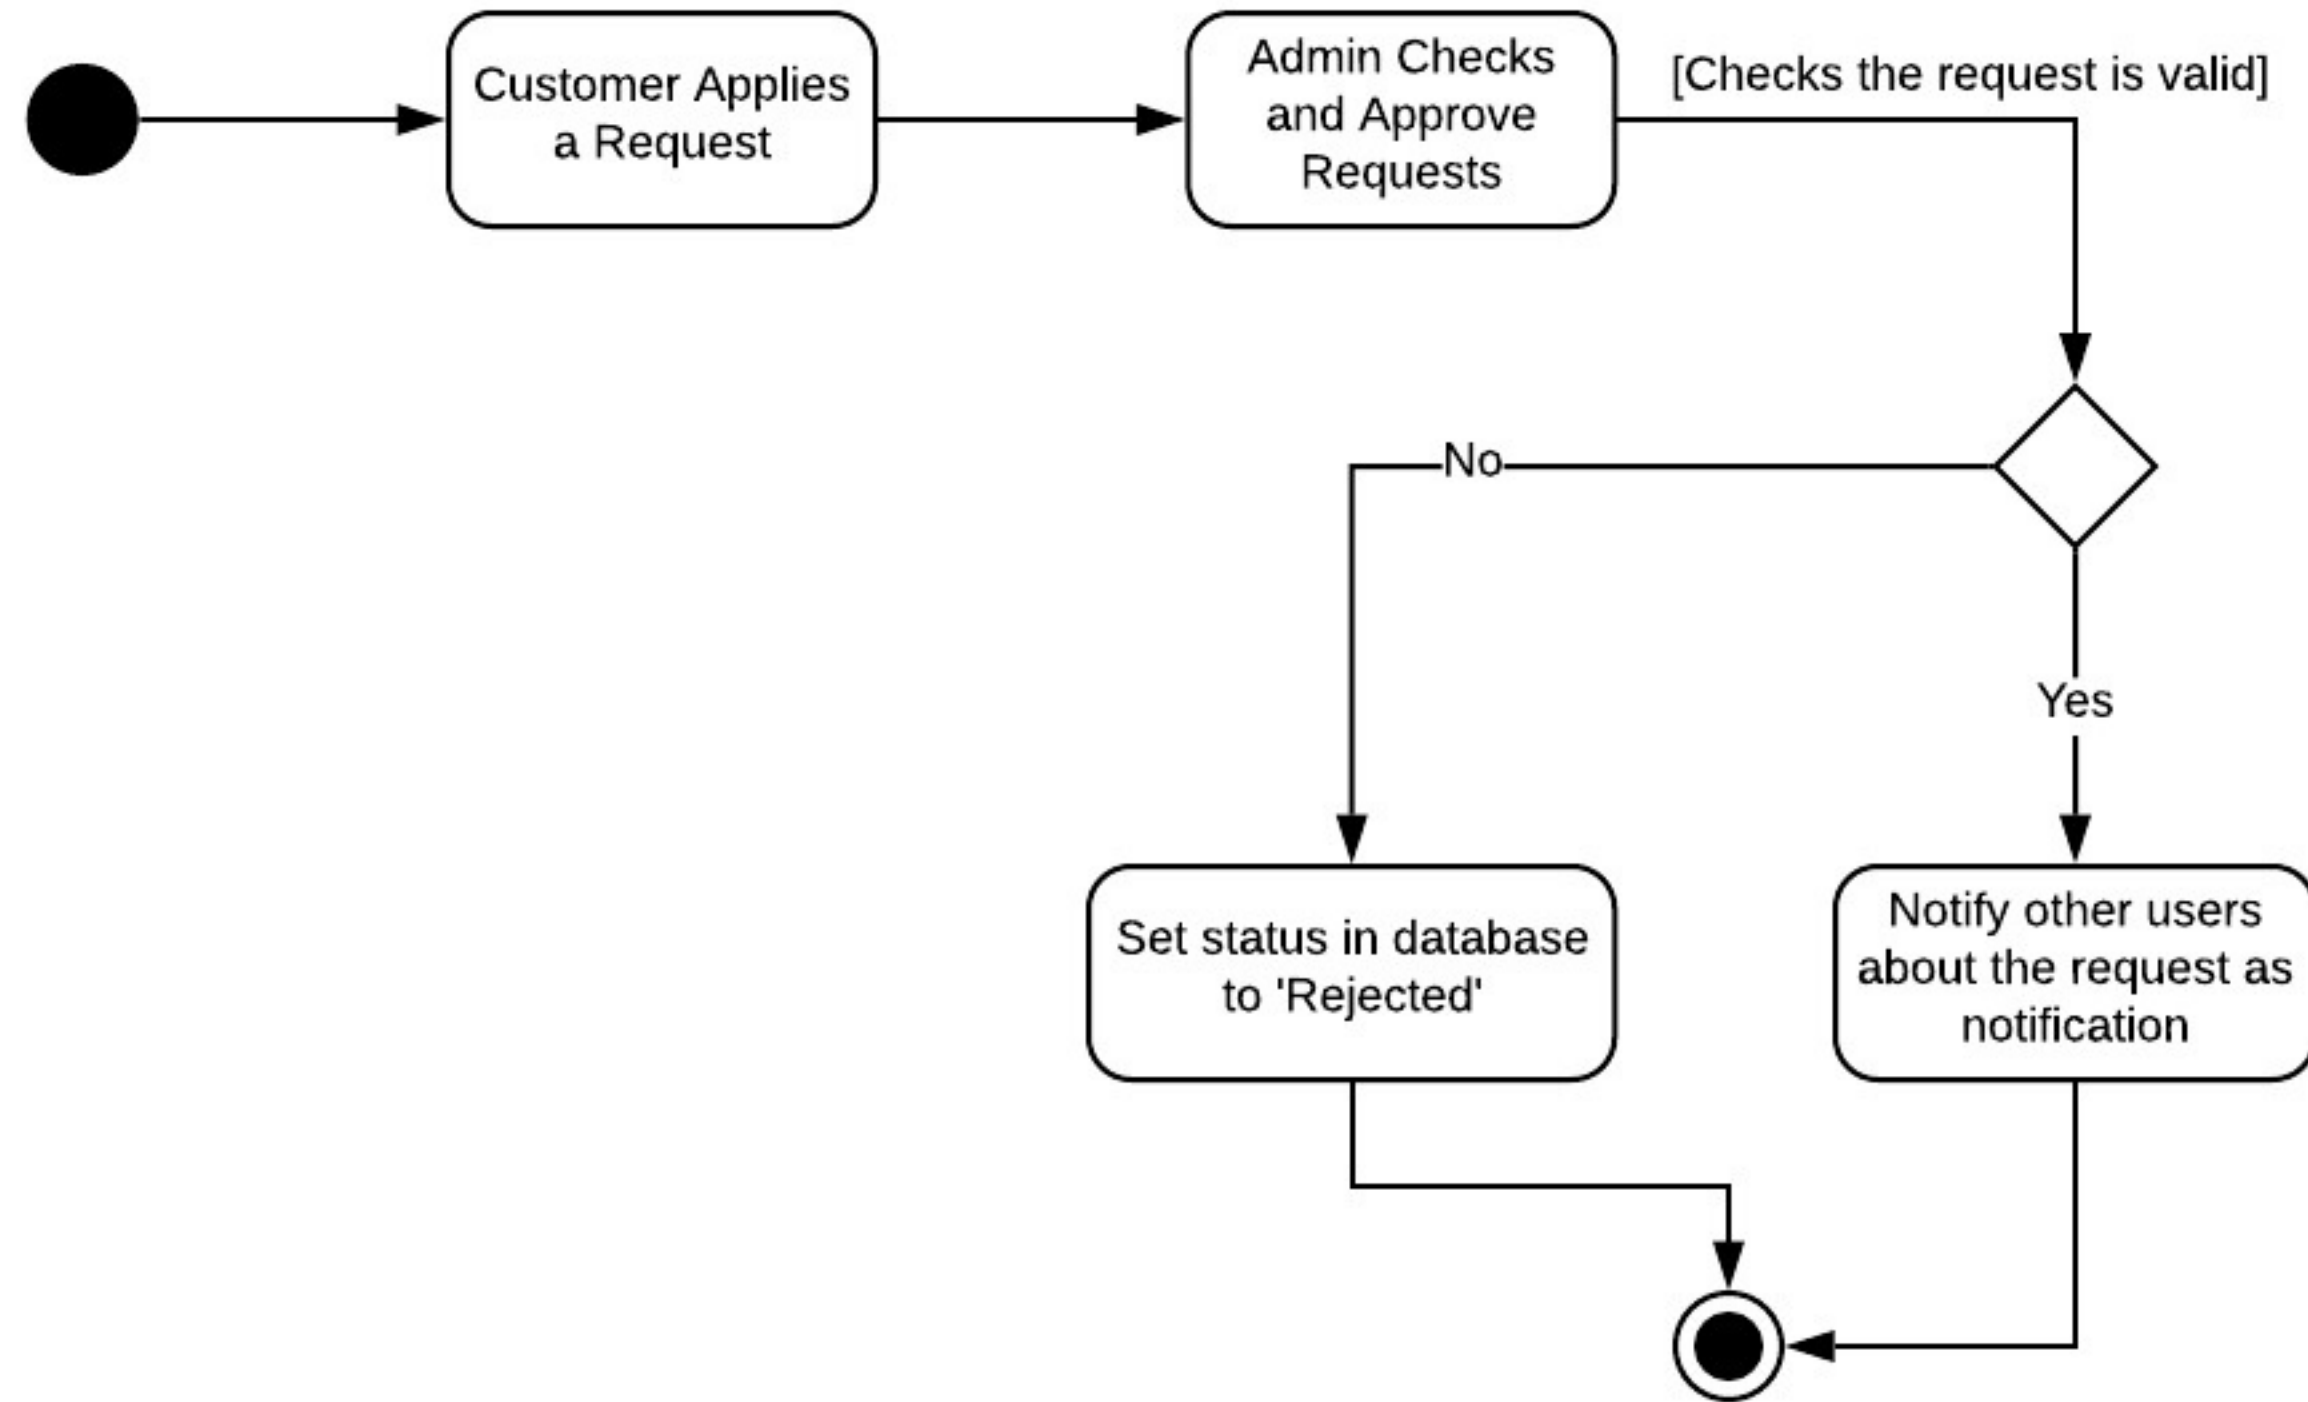 Customer Applies
a Request
Admin Checks
and Approve
Requests
[Checks the request is valid]
No
Yes
Set status in database
to 'Rejected'
Notify other users
about the request as
notification